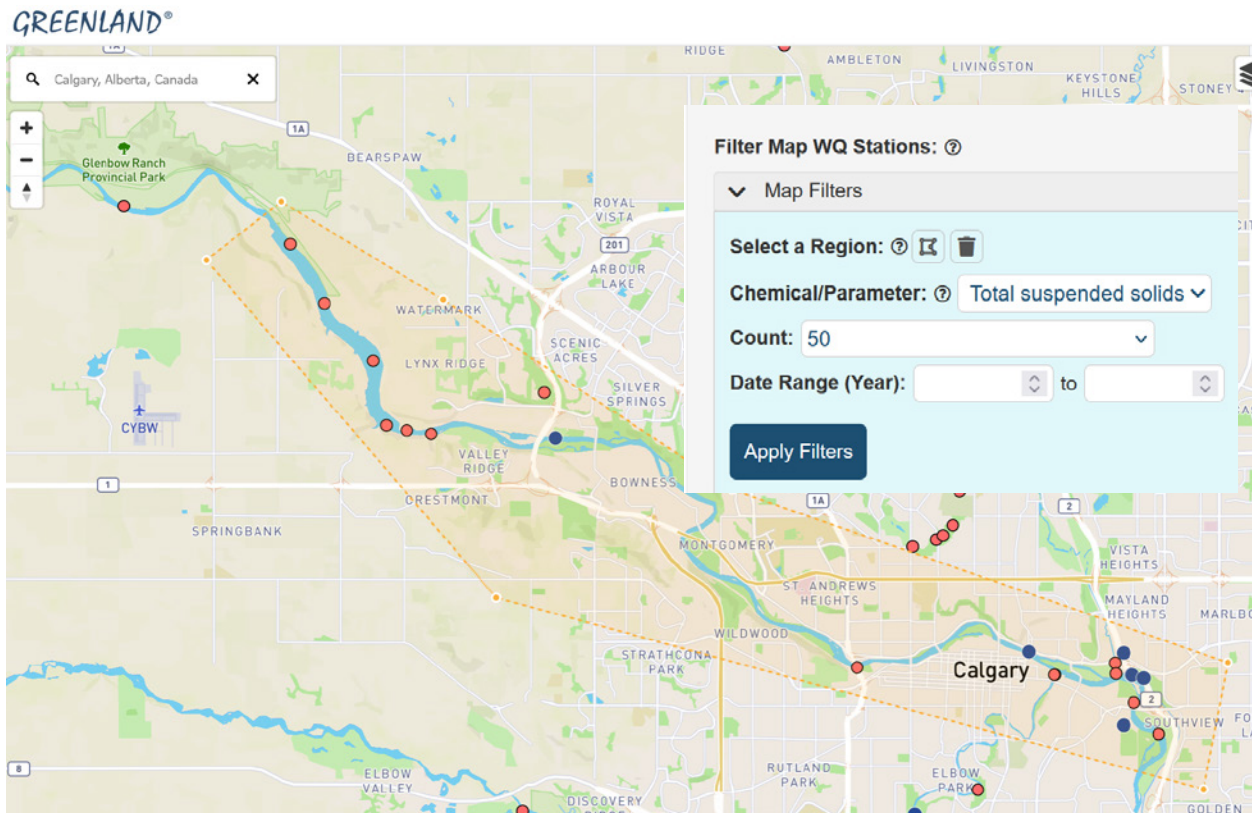 GREENLAND®
1A
RIDGE
AMBLETON
LIVINGSTON
KEYSTONE
HILLS
STONEY
Calgary, Alberta, Canada
1A
Glenbow Ranch
Provincial Park
BEARSPAW
ROYAL
VISTA
201
ARBOUR
LAKE
WATERMARK
LYNX RIDGE
SCENIC
ACRES
SILVER
SPRINGS
CYBW
VALLEY
RIDGE
BOWNESS
1
CRESTMONT
SPRINGBANK
Filter Map WQ Stations:
Map Filters
Select a Region:
Chemical/Parameter: Total suspended solids
Count: 50
Date Range (Year): to
Apply Filters
1A
2
MONTGOMERY
VISTA
HEIGHTS
ST ANDREWS
HEIGHTS
MAYLAND
HEIGHTS
MARLBO
WILDWOOD
STRATHCONA
PARK
Calgary
2
SOUTHVIEW
FO
8
ELBOW
VALLEY
RUTLAND
PARK
ELBOW
PARK
DISCOVERY
GOLDEN